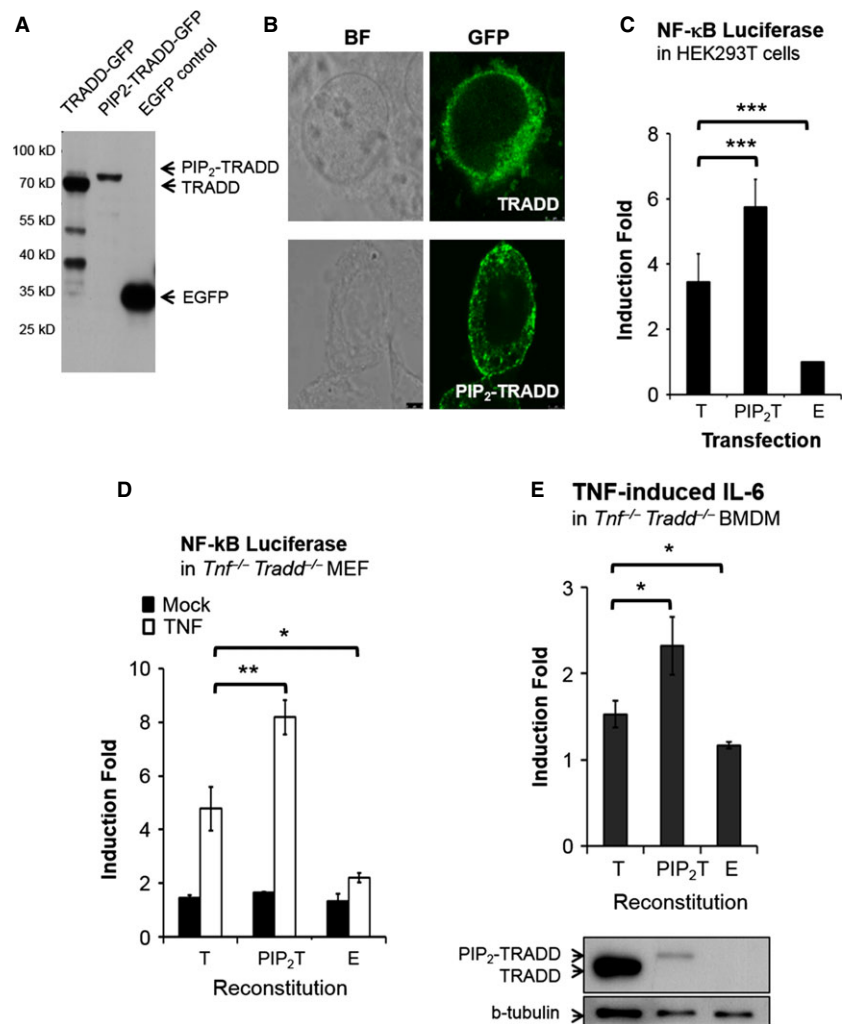 A
TRADD-GFP
PIP2-TRADD-GFP
EGFP control
100 kD
70 kD
55 kD
40 kD
35 kD
25 kD
PIP2-TRADD
TRADD
EGFP
B
BF
GFP
TRADD
PIP2-TRADD
C
NF-κB Luciferase
in HEK293T cells
***
***
Induction Fold
8
6
4
2
0
T
PIP2T
E
Transfection
D
NF-kB Luciferase
in Tnf–/– Tradd–/– MEF
Mock
TNF
*
**
Induction Fold
10
8
6
4
2
0
T
PIP2T
E
Reconstitution
E
TNF-induced IL-6
in Tnf–/– Tradd–/– BMDM
*
*
Induction Fold
3
2
1
0
T
PIP2T
E
Reconstitution
PIP2-TRADD
TRADD
b-tubulin